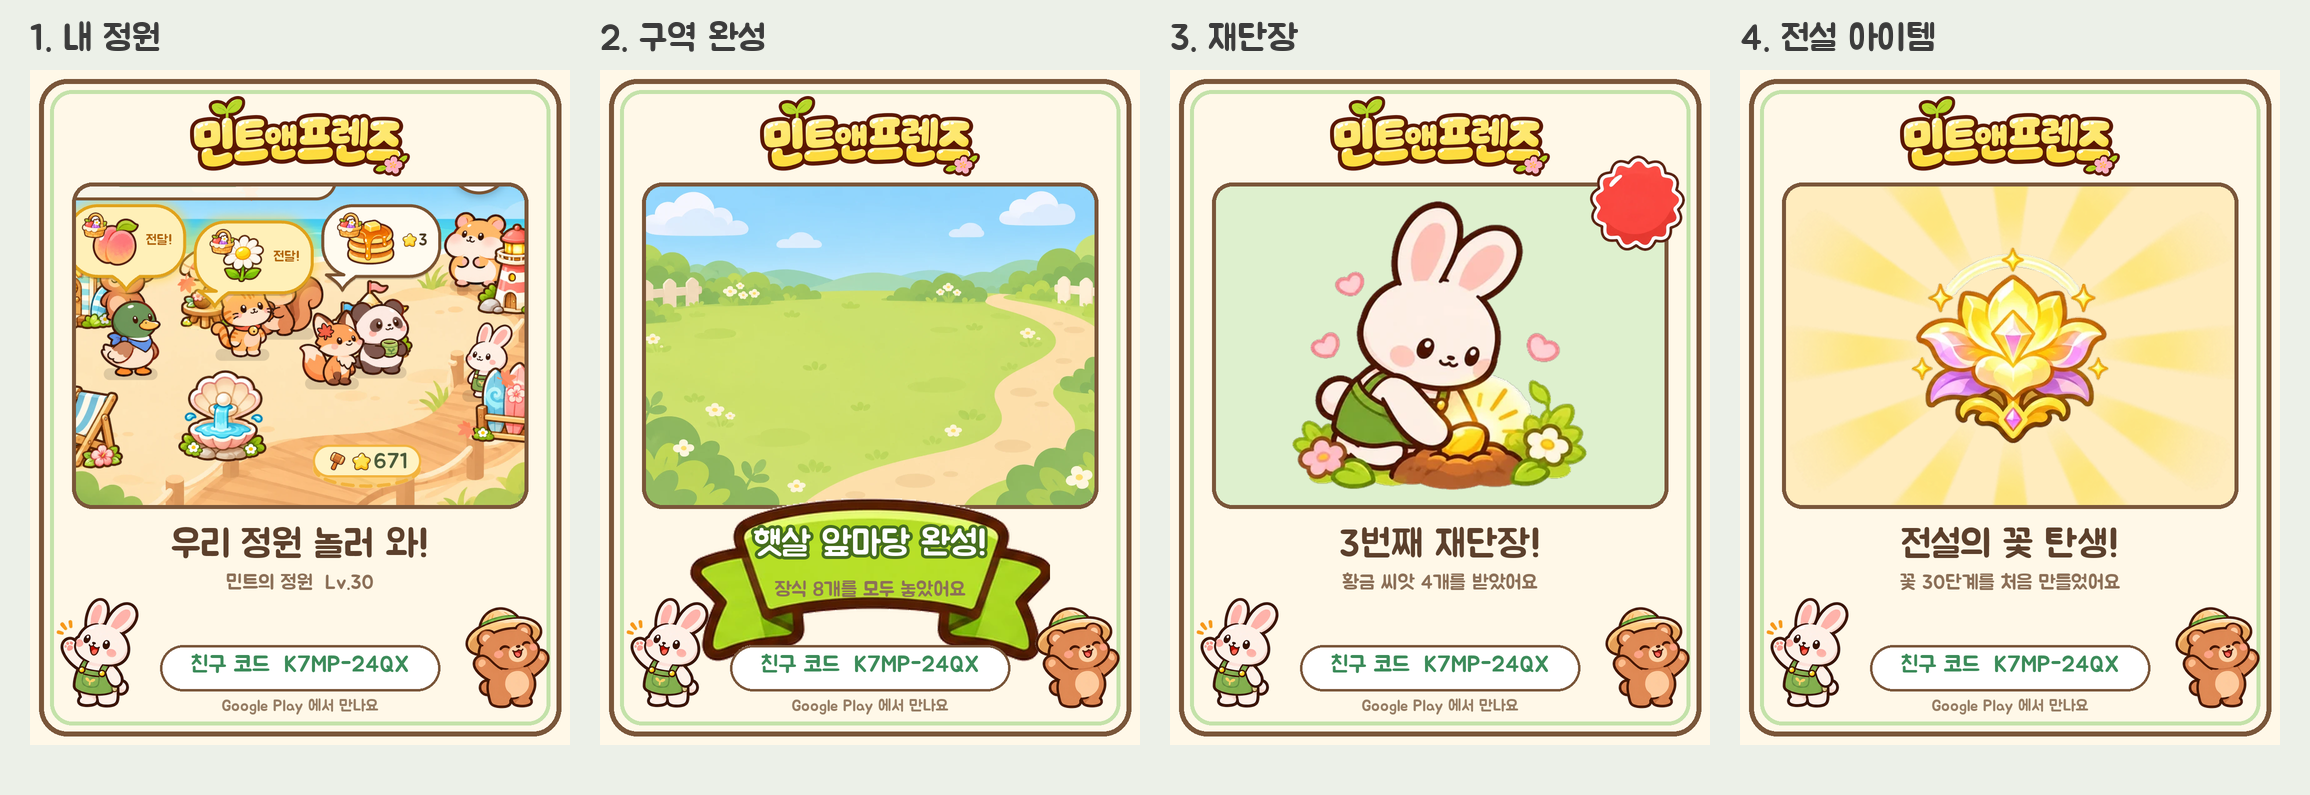 1. 내 정원
민트앤프렌즈
전달!
전달!
3
671
우리 정원 놀러 와!
민트의 정원 Lv.30
친구 코드 K7MP-24QX
Google Play 에서 만나요
2. 구역 완성
민트앤프렌즈
햇살 앞마당 완성!
장식 8개를 모두 놓았어요
친구 코드 K7MP-24QX
Google Play 에서 만나요
3. 재단장
민트앤프렌즈
3번째 재단장!
황금 씨앗 4개를 받았어요
친구 코드 K7MP-24QX
Google Play 에서 만나요
4. 전설 아이템
민트앤프렌즈
전설의 꽃 탄생!
꽃 30단계를 처음 만들었어요
친구 코드 K7MP-24QX
Google Play 에서 만나요